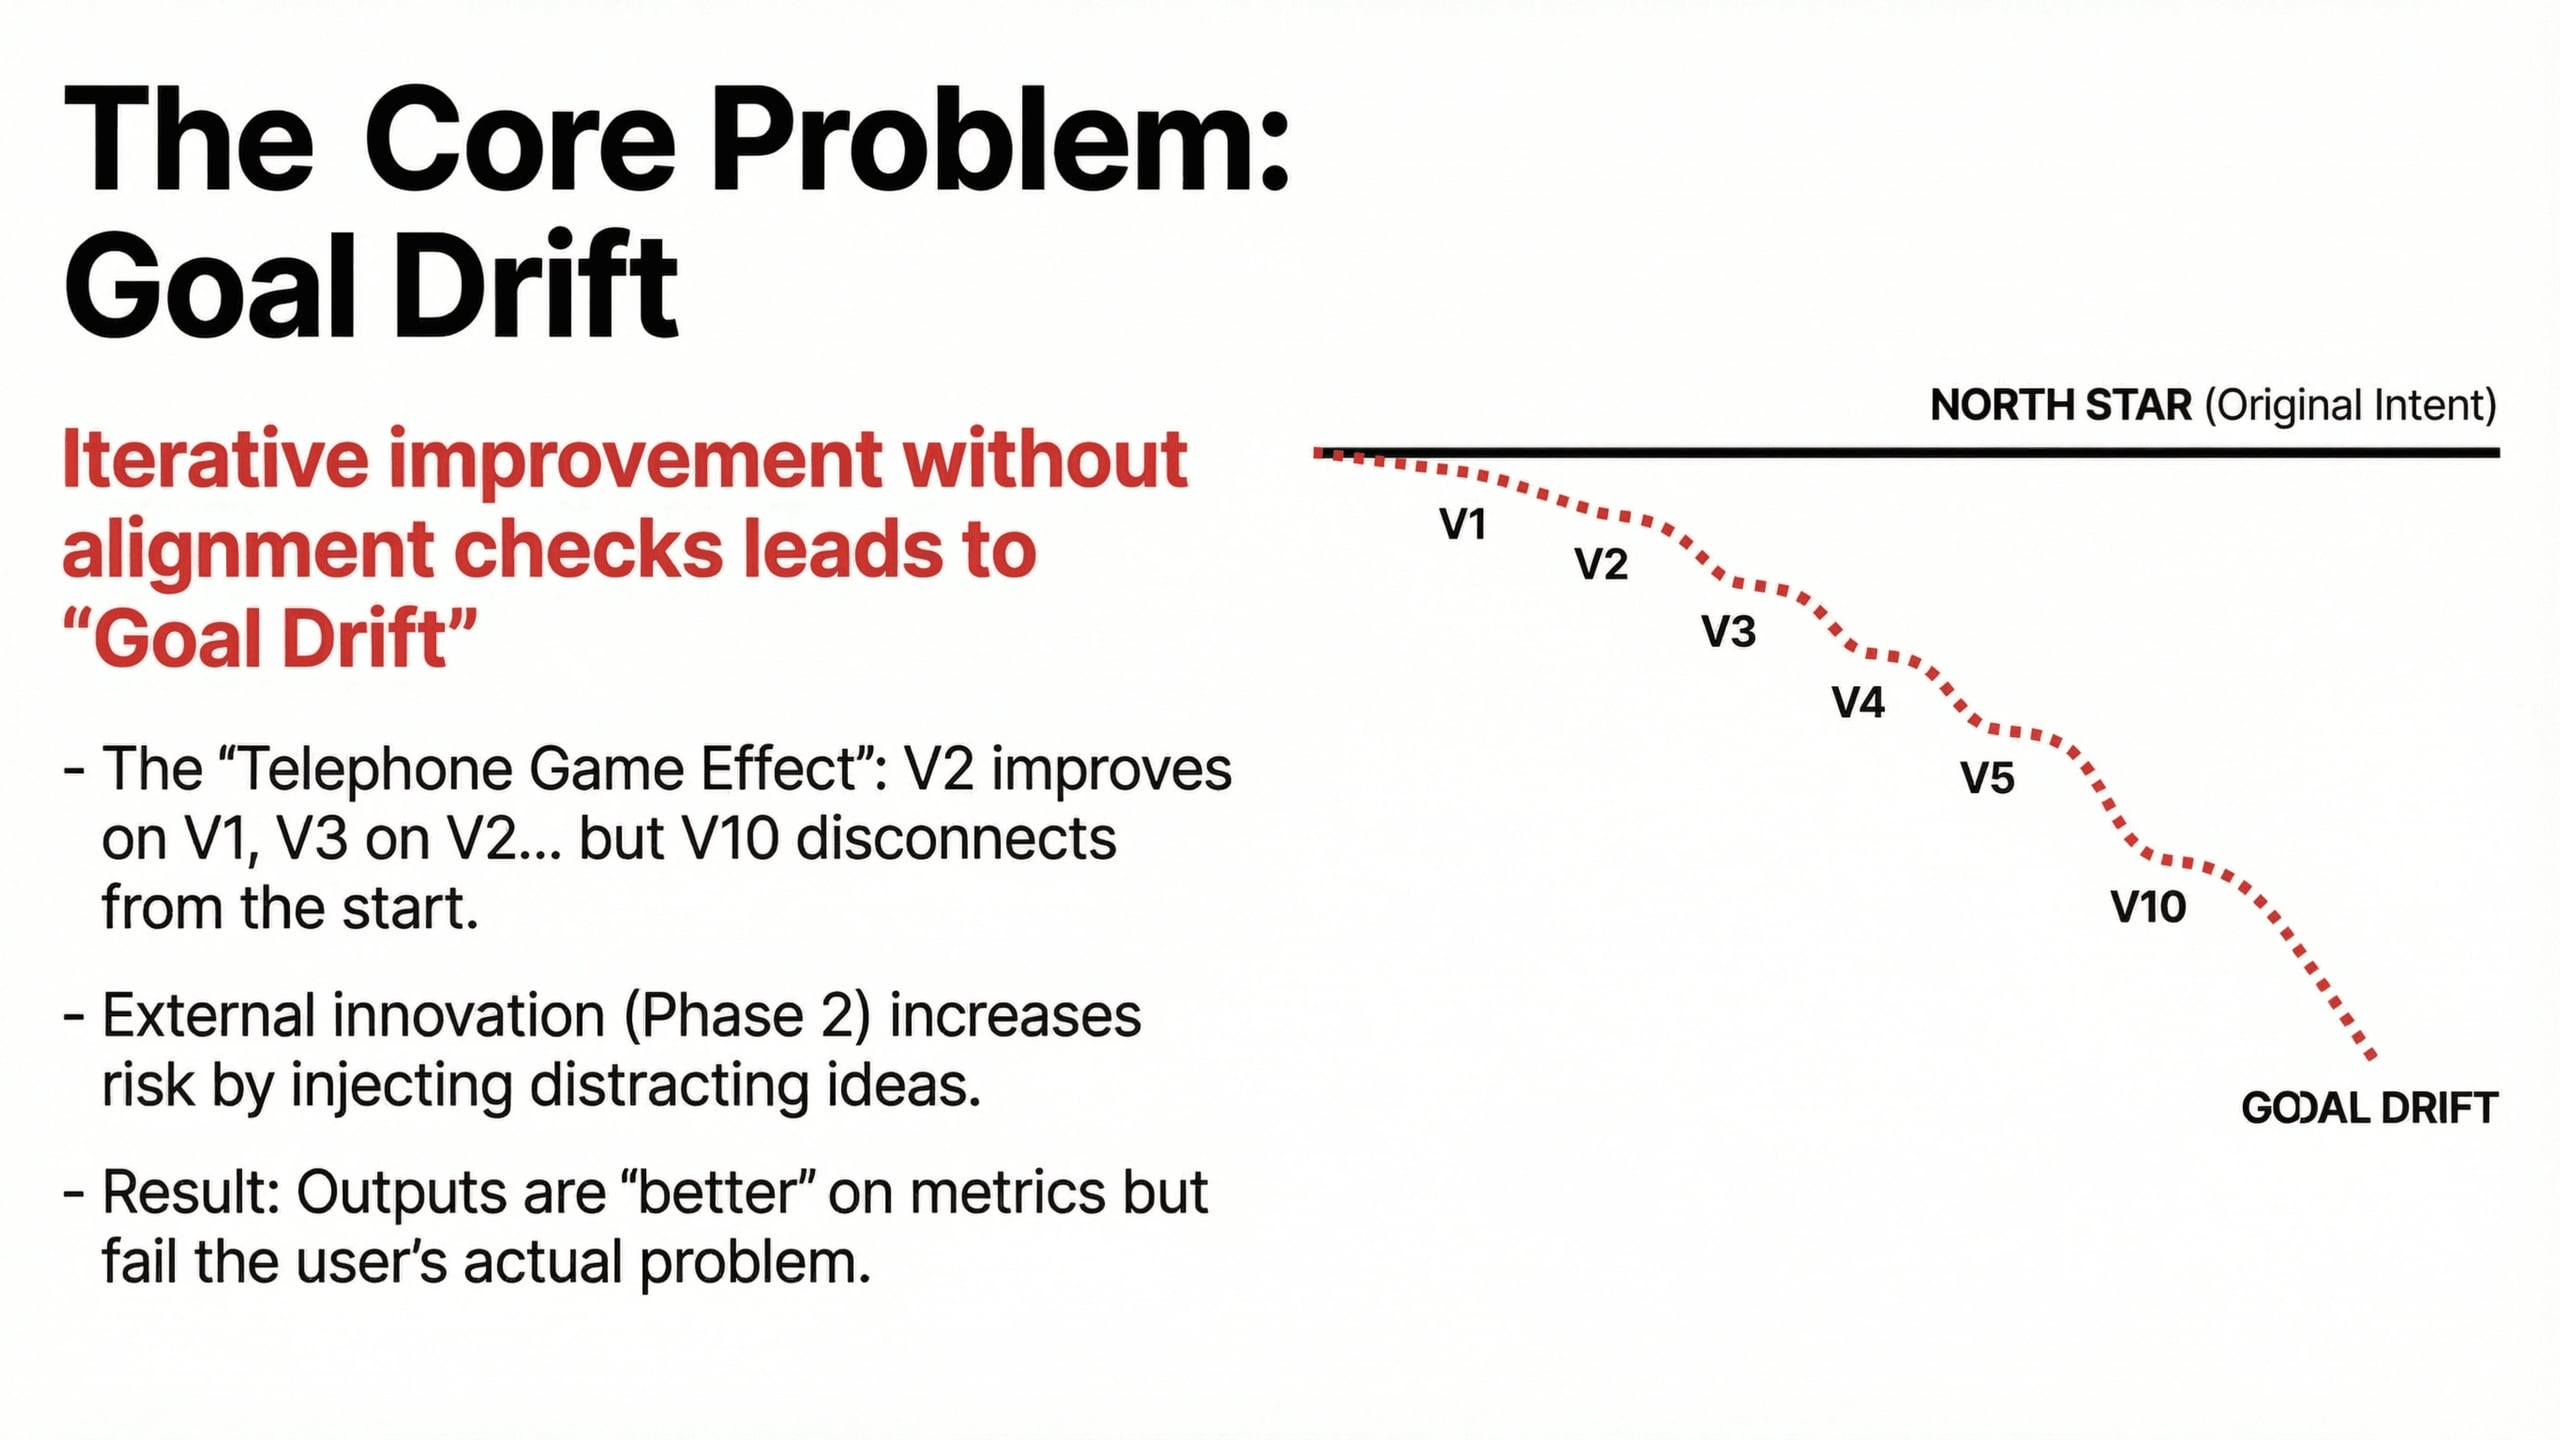 The Core Problem:
Goal Drift
Iterative improvement without
alignment checks leads to
“Goal Drift”
- The “Telephone Game Effect”: V2 improves
on V1, V3 on V2... but V10 disconnects
from the start.
- External innovation (Phase 2) increases
risk by injecting distracting ideas.
- Result: Outputs are “better” on metrics but
fail the user’s actual problem.
NORTH STAR (Original Intent)
V1
V2
V3
V4
V5
V10
GOOAL DRIFT